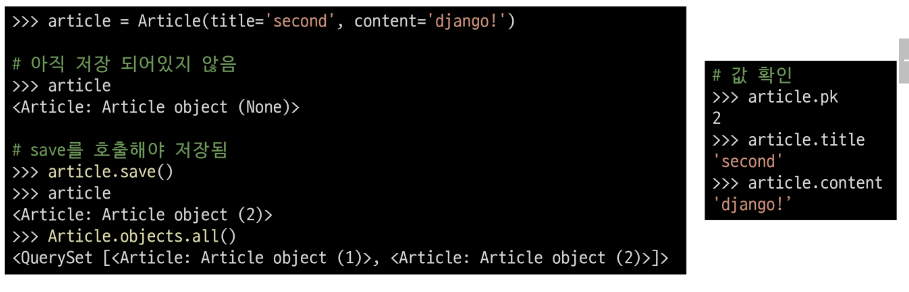 >>> article = Article(title='second', content='django!')
# 아직 저장 되어있지 않음
>>> article
<Article: Article object (None)>
# save를 호출해야 저장됨
>>> article.save()
>>> article
<Article: Article object (2)>
>>> Article.objects.all()
<QuerySet [<Article: Article object (1)>, <Article: Article object (2)>]>
# 값 확인
>>> article.pk
2
>>> article.title
'second'
>>> article.content
'django!’